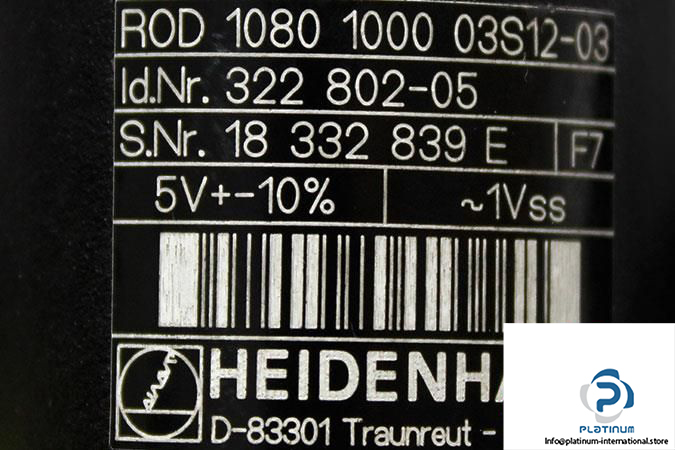 ROD 1080 1000 03S12-03
Id.Nr. 322 802-05
S.Nr. 18 332 839 E F7
5V+-10% ~1Vss
HEIDENHA
D-83301 Traunreut -
PLATINUM
Info@platinum-international.store